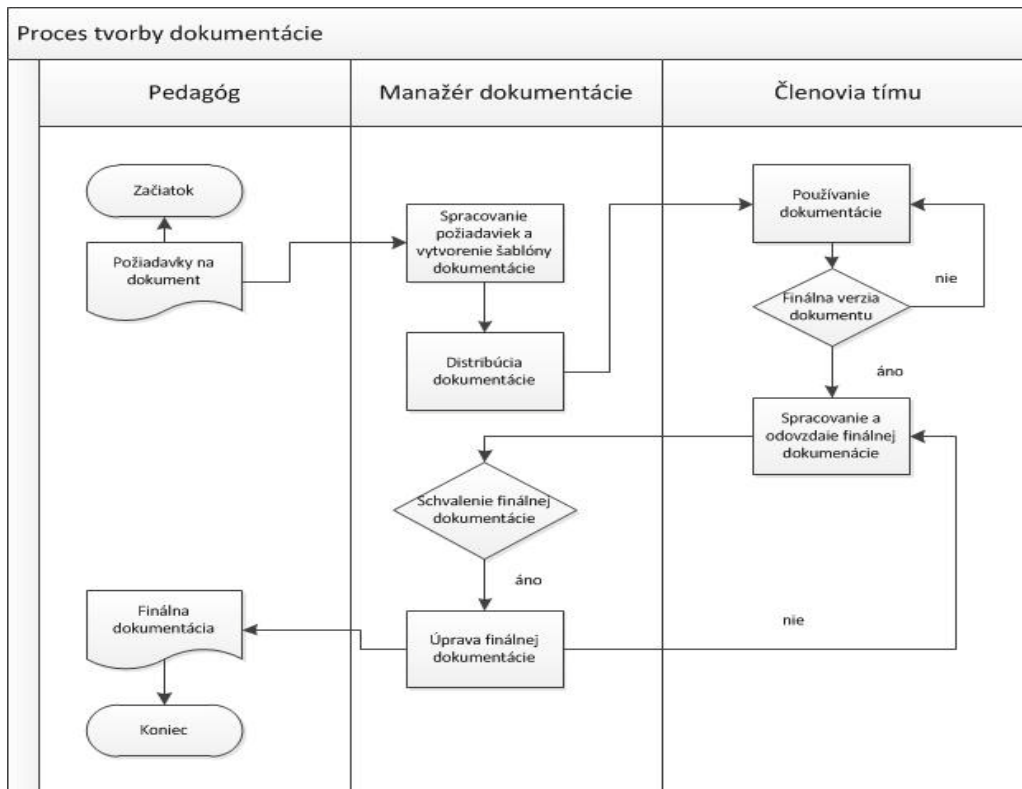 Proces tvorby dokumentácie
Pedagóg
Manažér dokumentácie
Členovia tímu
Začiatok
Požiadavky na
dokument
Spracovanie
požiadaviek a
vytvorenie šablóny
dokumentácie
Distribúcia
dokumentácie
Používanie
dokumentácie
nie
Finálna verzia
dokumentu
áno
Spracovanie a
odovzdaie finálnej
dokumenácie
Schvalenie finálnej
dokumentácie
áno
Finálna
dokumentácia
Úprava finálnej
dokumentácie
nie
Koniec